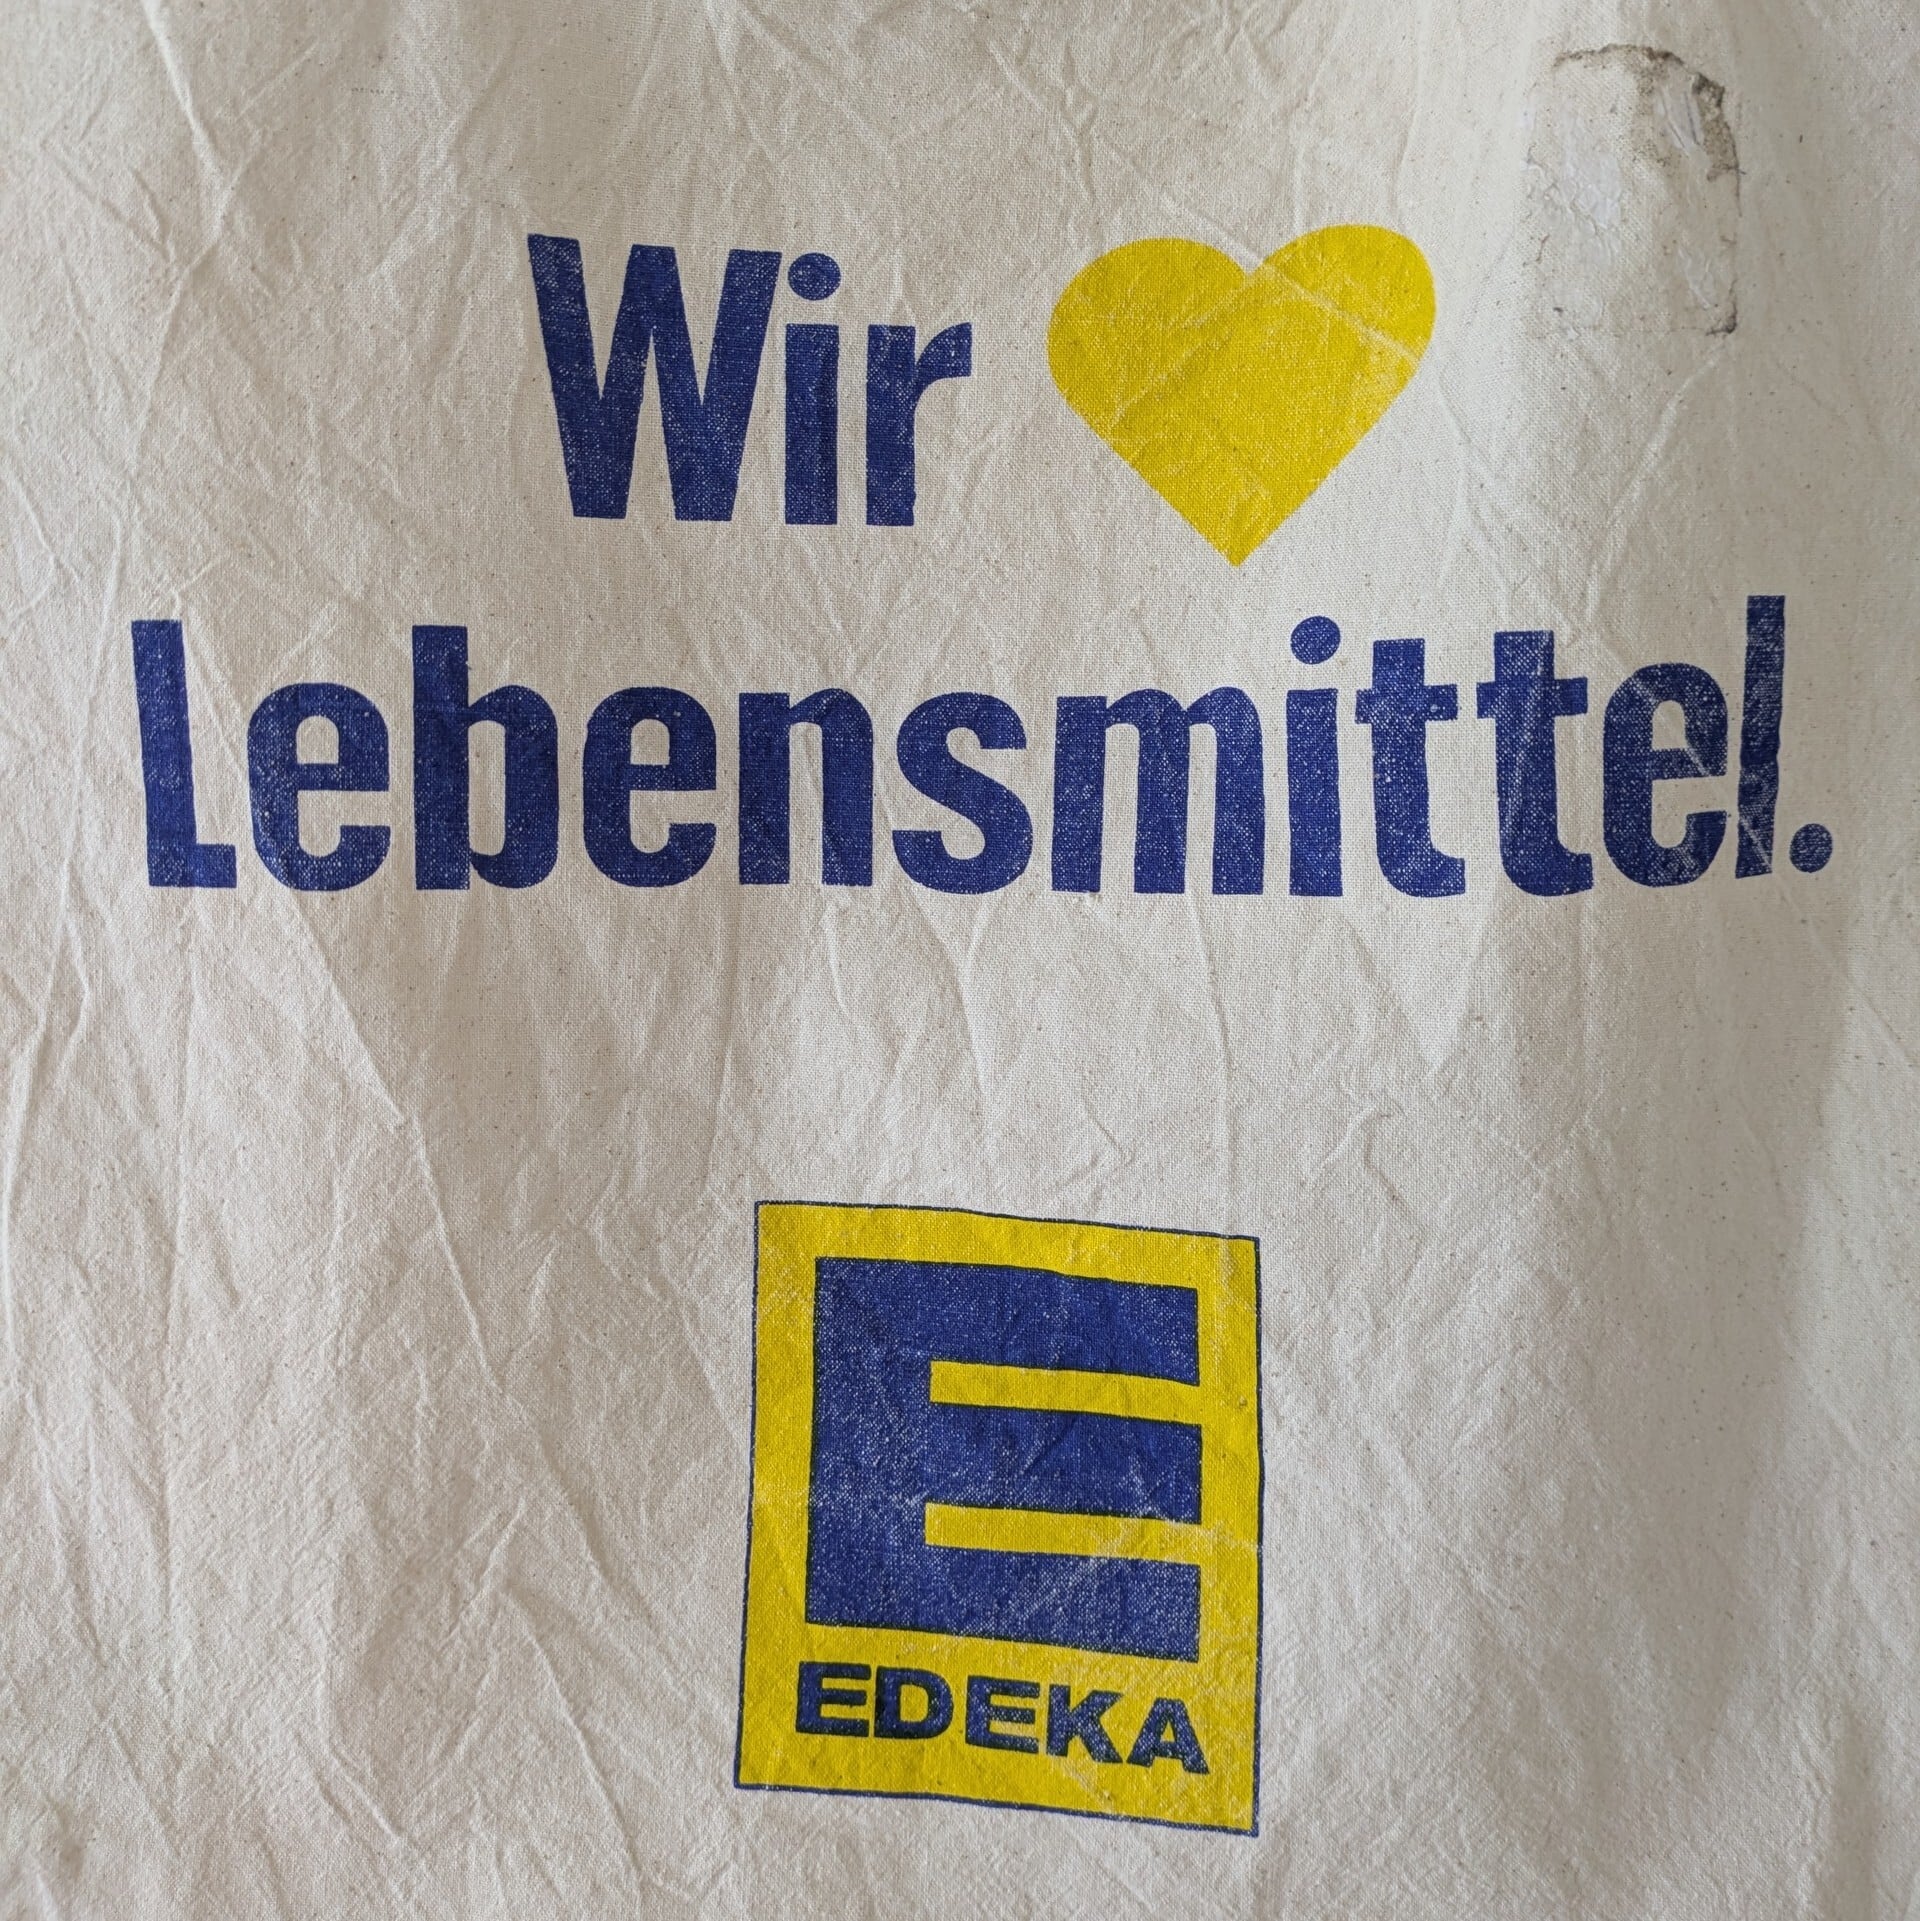 Wir
Lebensmittel.
E
EDEKA